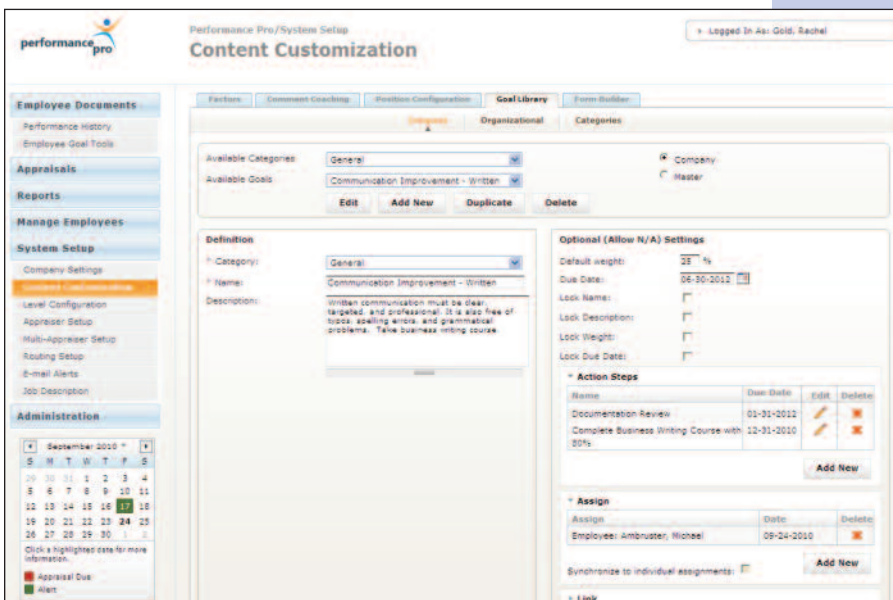 performance pro
Performance Pro/System Setup
Content Customization
Logged In As: Gold, Rachel
Employee Documents
Performance History
Employee Goal Tools
Appraisals
Reports
Manage Employees
System Setup
Company Settings
Content Customization
Level Configuration
Appraiser Setup
Multi-Appraiser Setup
Routing Setup
E-mail Alerts
Job Description
Administration
September 2010
S M T W T F S
29 30 31 1 2 3 4
5 6 7 8 9 10 11
12 13 14 15 16 17 18
19 20 21 22 23 24 25
26 27 28 29 30 1 2
Click a highlighted date for more
information.
Appraisal Due
Alert
Factors Comment Coaching Position Configuration Goal Library Form Builder
Organizational Categories
Available Categories General
Available Goals Communication Improvement - Written
Company
Master
Edit Add New Duplicate Delete
Definition
* Category: General
* Name: Communication Improvement - Written
Description: Written communication must be clear,
targeted, and professional. It is also free of
typos, spelling errors, and grammatical
problems. Take business writing course.
Optional (Allow N/A) Settings
Default weight: 25 %
Due Date: 06-30-2012
Lock Name:
Lock Description:
Lock Weight:
Lock Due Date:
Action Steps
Name Due Date Edit Delete
Documentation Review 01-31-2012
Complete Business Writing Course with 12-31-2010
80%
Add New
Assign
Assign Date Delete
Employee: Ambruster, Michael 09-24-2010
Synchronize to individual assignments: Add New
Link